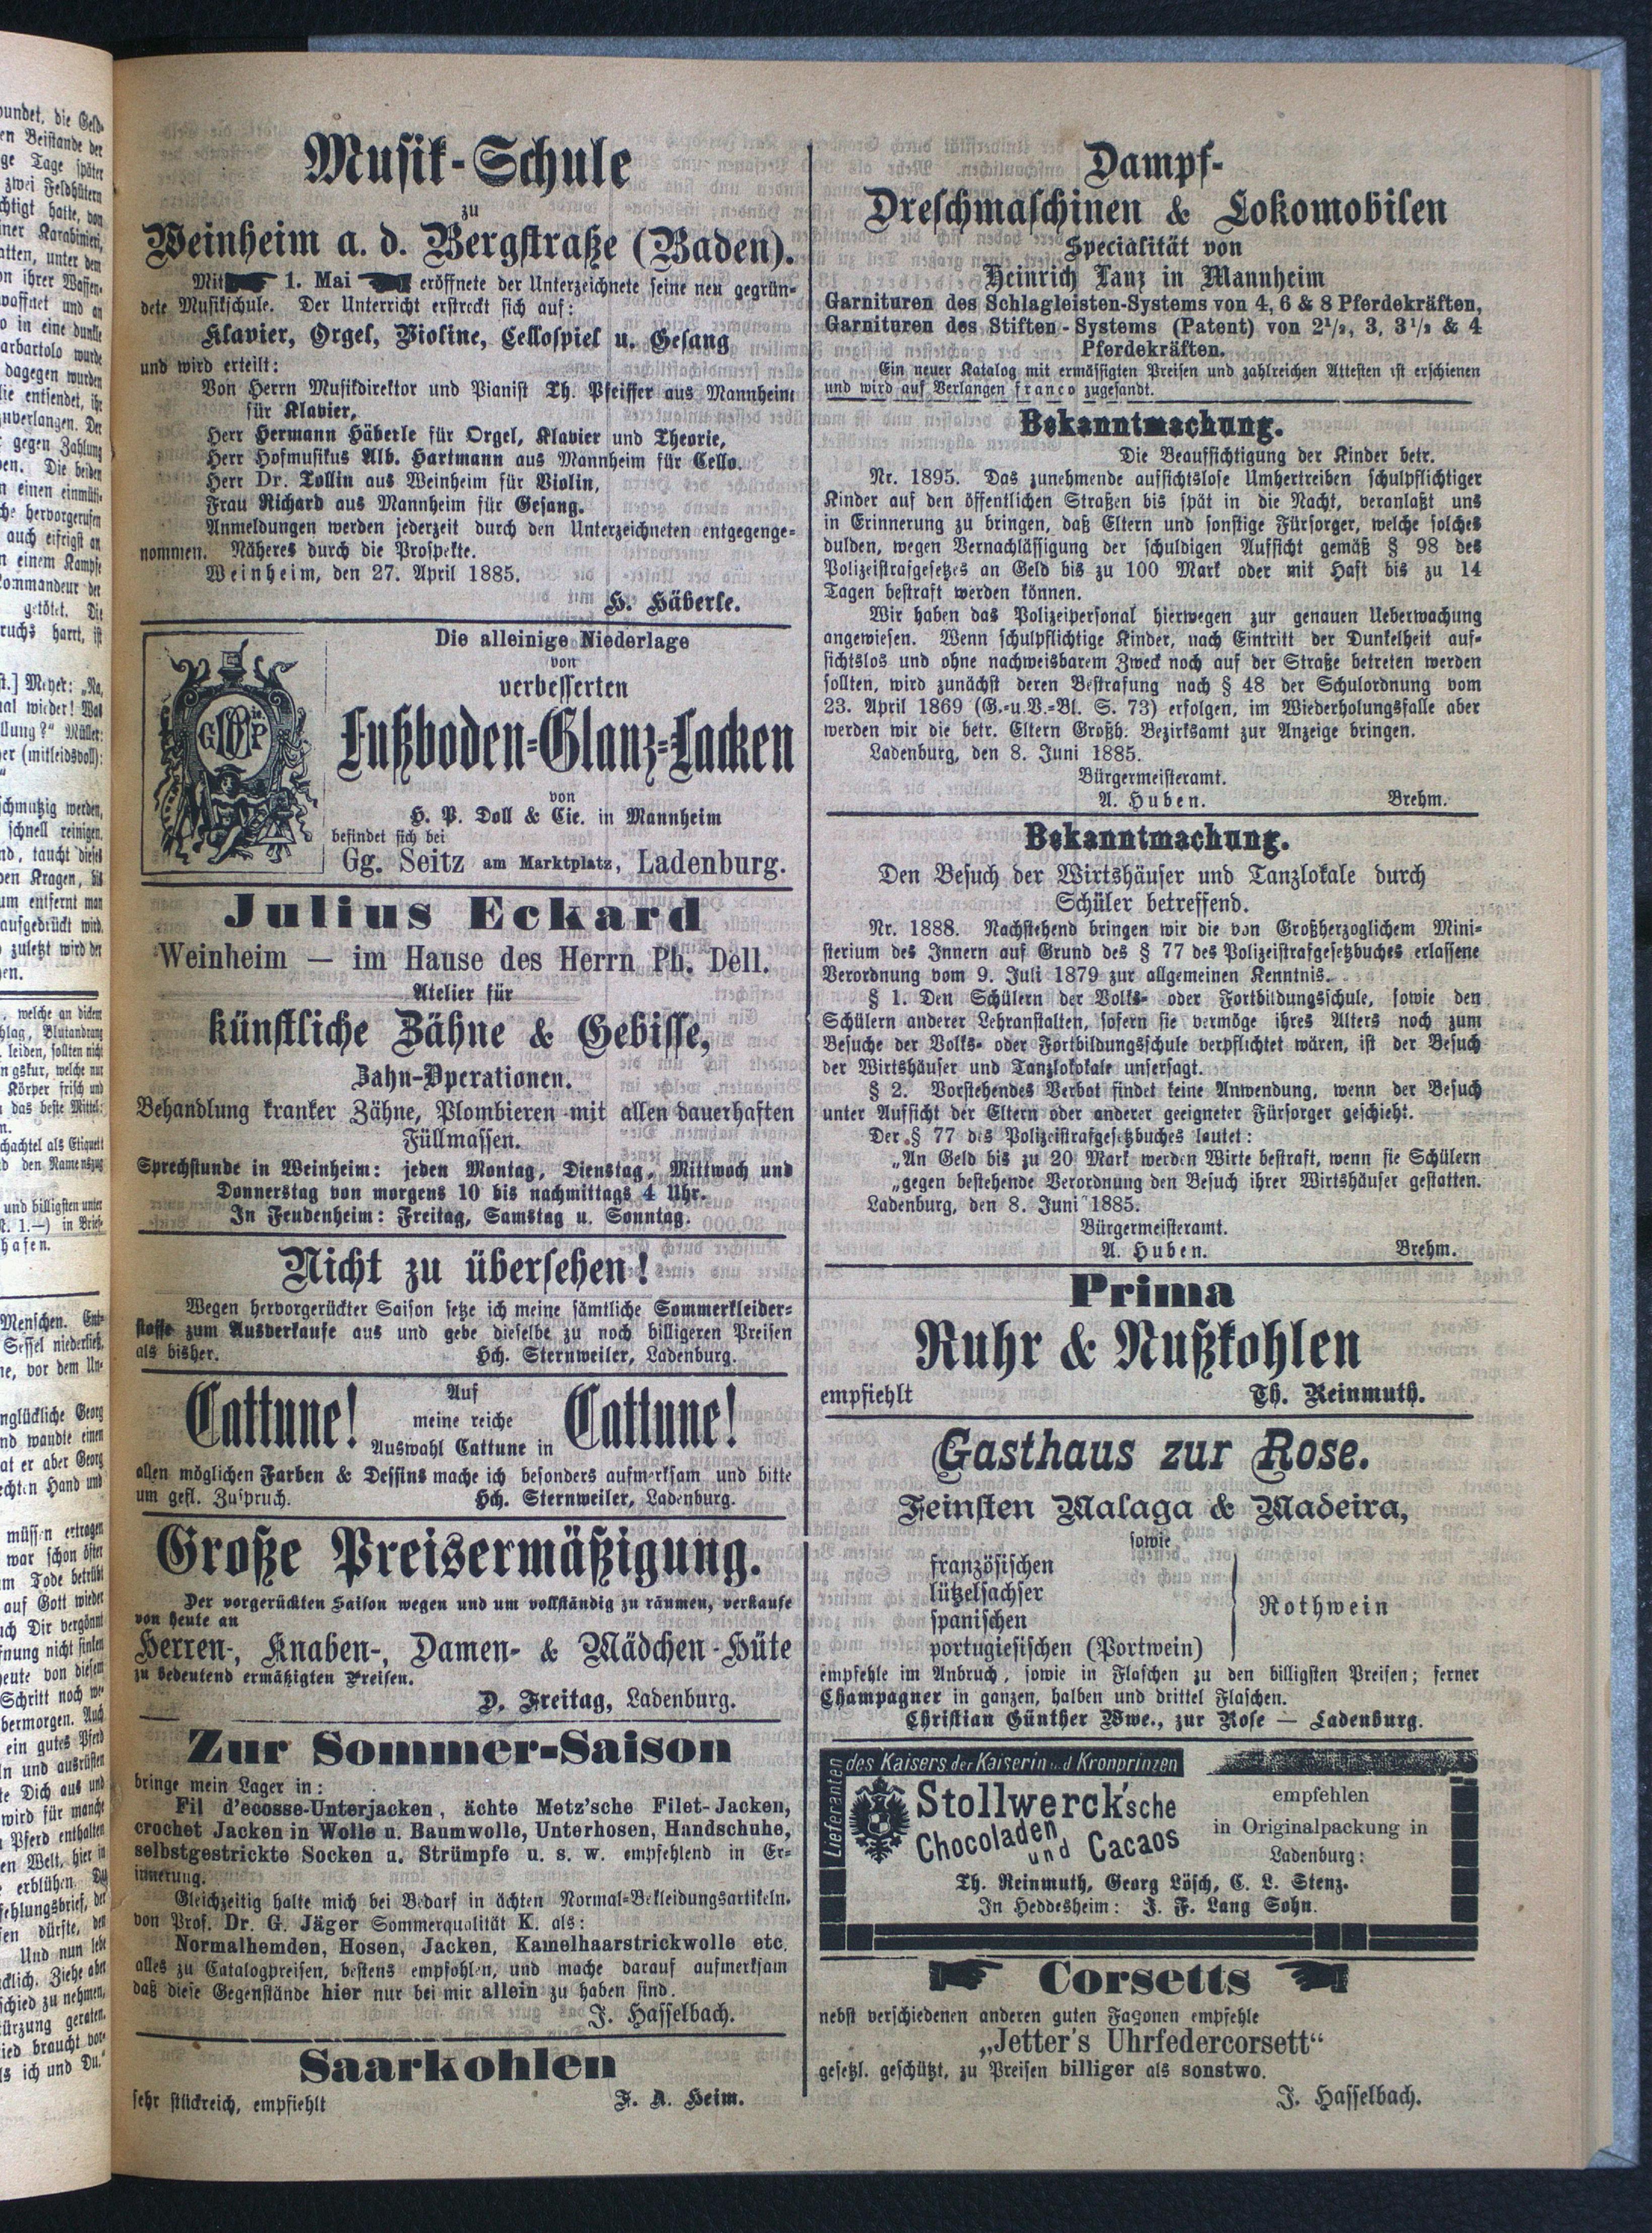 Musik-Schule
zu
Weinheim a. d. Bergstraße (Baden).
Mit 1. Mai eröffnete der Unterzeichnete seine neu gegrün-
dete Musikschule. Der Unterricht erstreckt sich auf:
Klavier, Orgel, Violine, Cellospiel u. Gesang
und wird erteilt:
Von Herrn Musikdirektor und Pianist Th. Pfeiffer aus Mannheim
für Klavier,
Herr Hermann Häberle für Orgel, Klavier und Theorie,
Herr Hofmusikus Alb. Hartmann aus Mannheim für Cello.
Herr Dr. Tollin aus Weinheim für Violin,
Frau Richard aus Mannheim für Gesang.
Anmeldungen werden jederzeit durch den Unterzeichneten entgegenge-
nommen. Näheres durch die Prospekte.
Weinheim, den 27. April 1885.
H. Häberle.
Die alleinige Niederlage
von
verbesserten
Fußboden-Glanz-Lacken
von
H. P. Doll & Cie. in Mannheim
befindet sich bei
Gg. Seitz am Marktplatz, Ladenburg.
Julius Eckard
Weinheim — im Hause des Herrn Ph. Dell.
Atelier für
künstliche Zähne & Gebisse,
Zahn-Operationen.
Behandlung kranker Zähne, Plombieren mit allen dauerhaften
Füllmassen.
Sprechstunde in Weinheim: jeden Montag, Dienstag, Mittwoch und
Donnerstag von morgens 10 bis nachmittags 4 Uhr.
In Feudenheim: Freitag, Samstag u. Sonntag.
Nicht zu übersehen!
Wegen hervorgerückter Saison setze ich meine sämtliche Sommerkleider-
stoffe zum Ausverkaufe aus und gebe dieselbe zu noch billigeren Preisen
als bisher. Hch. Sternweiler, Ladenburg.
Cattune! Auf Cattune!
meine reiche
Auswahl Cattune in
allen möglichen Farben & Dessins mache ich besonders aufmerksam und bitte
um gefl. Zuspruch. Hch. Sternweiler, Ladenburg.
Große Preisermäßigung.
Der vorgerückten Saison wegen und um vollständig zu räumen, verkaufe
von heute an
Herren-, Knaben-, Damen- & Mädchen-Hüte
zu bedeutend ermäßigten Preisen.
D. Freitag, Ladenburg.
Zur Sommer-Saison
bringe mein Lager in:
Fil d'ecosse-Unterjacken, ächte Metz'sche Filet-Jacken,
crochet Jacken in Wolle u. Baumwolle, Unterhosen, Handschuhe,
selbstgestrickte Socken u. Strümpfe u. s. w. empfehlend in Er-
innerung.
Gleichzeitig halte mich bei Bedarf in ächten Normal-Bekleidungsartikeln.
von Prof. Dr. G. Jäger Sommerqualität K. als:
Normalhemden, Hosen, Jacken, Kamelhaarstrickwolle etc.
alles zu Catalogpreisen, bestens empfohlen, und mache darauf aufmerksam
daß diese Gegenstände hier nur bei mir allein zu haben sind.
J. Hasselbach.
Saarkohlen
sehr stückreich, empfiehlt F. A. Heim.
Dampf-
Dreschmaschinen & Lokomobilen
Specialität von
Heinrich Lanz in Mannheim
Garnituren des Schlagleisten-Systems von 4, 6 & 8 Pferdekräften,
Garnituren des Stiften-Systems (Patent) von 2½, 3, 3½ & 4
Pferdekräften.
Ein neuer Katalog mit ermässigten Preisen und zahlreichen Attesten ist erschienen
und wird auf Verlangen franco zugesandt.
Bekanntmachung.
Die Beaufsichtigung der Kinder betr.
Nr. 1895. Das zunehmende aufsichtslose Umhertreiben schulpflichtiger
Kinder auf den öffentlichen Straßen bis spät in die Nacht, veranlaßt uns
in Erinnerung zu bringen, daß Eltern und sonstige Fürsorger, welche solches
dulden, wegen Vernachlässigung der schuldigen Aufsicht gemäß § 98 des
Polizeistrafgesetzes an Geld bis zu 100 Mark oder mit Haft bis zu 14
Tagen bestraft werden können.
Wir haben das Polizeipersonal hierwegen zur genauen Ueberwachung
angewiesen. Wenn schulpflichtige Kinder, nach Eintritt der Dunkelheit auf-
sichtslos und ohne nachweisbarem Zweck noch auf der Straße betreten werden
sollten, wird zunächst deren Bestrafung nach § 48 der Schulordnung vom
23. April 1869 (G.-u.V.-Bl. S. 73) erfolgen, im Wiederholungsfalle aber
werden wir die betr. Eltern Großh. Bezirksamt zur Anzeige bringen.
Ladenburg, den 8. Juni 1885.
Bürgermeisteramt.
A. Huben. Brehm.
Bekanntmachung.
Den Besuch der Wirtshäuser und Tanzlokale durch
Schüler betreffend.
Nr. 1888. Nachstehend bringen wir die von Großherzoglichem Mini-
sterium des Innern auf Grund des § 77 des Polizeistrafgesetzbuches erlassene
Verordnung vom 9. Juli 1879 zur allgemeinen Kenntnis.
§ 1. Den Schülern der Volks- oder Fortbildungsschule, sowie den
Schülern anderer Lehranstalten, sofern sie vermöge ihres Alters noch zum
Besuche der Volks- oder Fortbildungsschule verpflichtet wären, ist der Besuch
der Wirtshäuser und Tanzlokokale unsersagt.
§ 2. Vorstehendes Verbot findet keine Anwendung, wenn der Besuch
unter Aufsicht der Eltern oder anderer geeigneter Fürsorger geschieht.
Der § 77 des Polizeistrafgesetzbuches lautet:
„An Geld bis zu 20 Mark werden Wirte bestraft, wenn sie Schülern
„gegen bestehende Verordnung den Besuch ihrer Wirtshäuser gestatten.
Ladenburg, den 8. Juni 1885.
Bürgermeisteramt.
A. Huben. Brehm.
Prima
Ruhr & Nußkohlen
empfiehlt Th. Reinmuth.
Gasthaus zur Rose.
Feinsten Malaga & Madeira,
sowie
französischen
lützelsachser
spanischen
portugiesischen (Portwein)
Rothwein
empfehle im Anbruch, sowie in Flaschen zu den billigsten Preisen; ferner
Champagner in ganzen, halben und drittel Flaschen.
Christian Günther Wwe., zur Rose — Ladenburg.
Lieferanten
des Kaisers der Kaiserin u. d Kronprinzen
Stollwerck'sche
Chocoladen
und Cacaos
empfehlen
in Originalpackung in
Ladenburg:
Th. Reinmuth, Georg Lösch, C. L. Stenz.
In Heddesheim: J. F. Lang Sohn.
Corsetts
nebst verschiedenen anderen guten Façonen empfehle
„Jetter's Uhrfedercorsett“
gesetzl. geschützt, zu Preisen billiger als sonstwo.
J. Hasselbach.